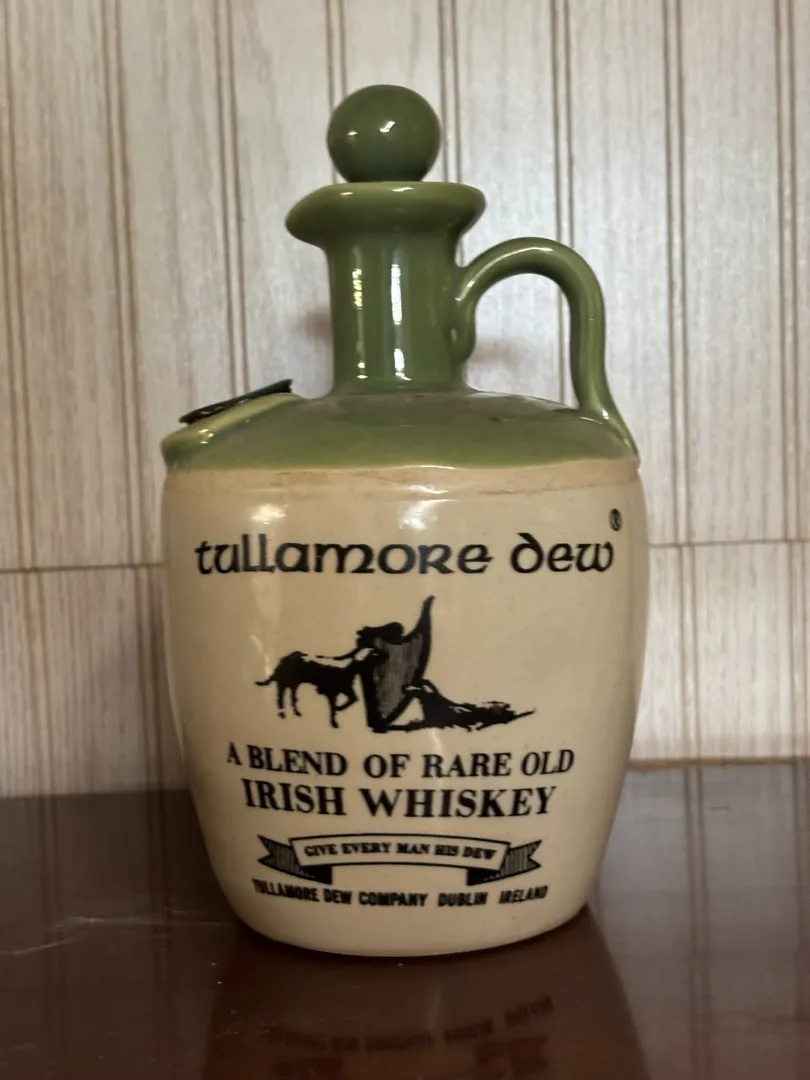 tullamore dew ®
A BLEND OF RARE OLD
IRISH WHISKEY
GIVE EVERY MAN HIS DEW
TULLAMORE DEW COMPANY DUBLIN IRELAND